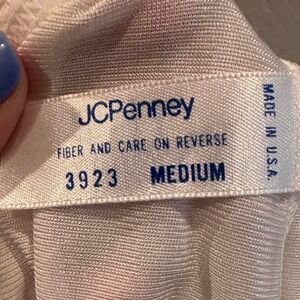 JCPenney
FIBER AND CARE ON REVERSE
3923 MEDIUM
MADE IN U.S.A.